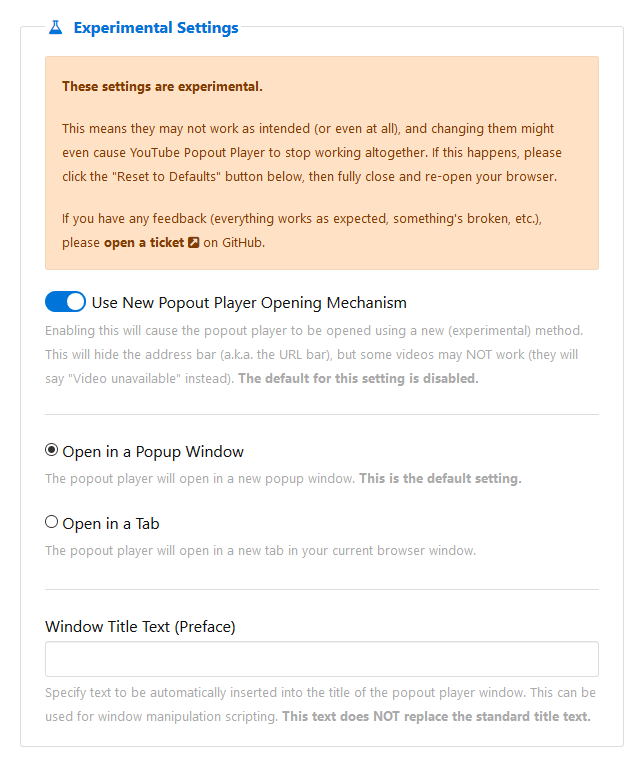 Experimental Settings
These settings are experimental.
This means they may not work as intended (or even at all), and changing them might
even cause YouTube Popout Player to stop working altogether. If this happens, please
click the "Reset to Defaults" button below, then fully close and re-open your browser.
If you have any feedback (everything works as expected, something's broken, etc.),
please open a ticket on GitHub.
Use New Popout Player Opening Mechanism
Enabling this will cause the popout player to be opened using a new (experimental) method.
This will hide the address bar (a.k.a. the URL bar), but some videos may NOT work (they will
say "Video unavailable" instead). The default for this setting is disabled.
Open in a Popup Window
The popout player will open in a new popup window. This is the default setting.
Open in a Tab
The popout player will open in a new tab in your current browser window.
Window Title Text (Preface)
Specify text to be automatically inserted into the title of the popout player window. This can be
used for window manipulation scripting. This text does NOT replace the standard title text.